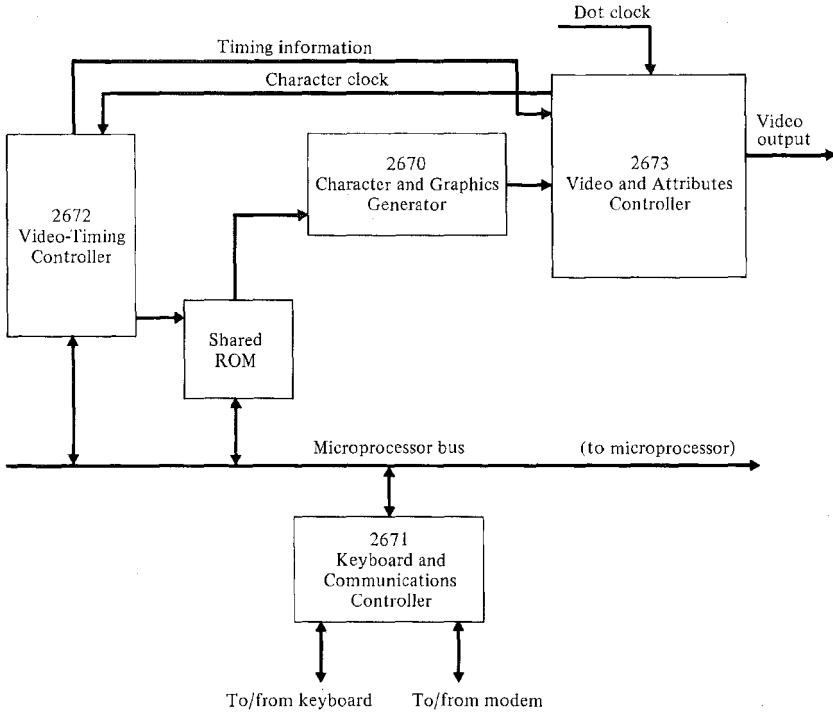 Dot clock
Timing information
Character clock
Video
output
2670
Character and Graphics
Generator
2673
Video and Attributes
Controller
2672
Video-Timing
Controller
Shared
ROM
Microprocessor bus
(to microprocessor)
2671
Keyboard and
Communications
Controller
To/from keyboard
To/from modem